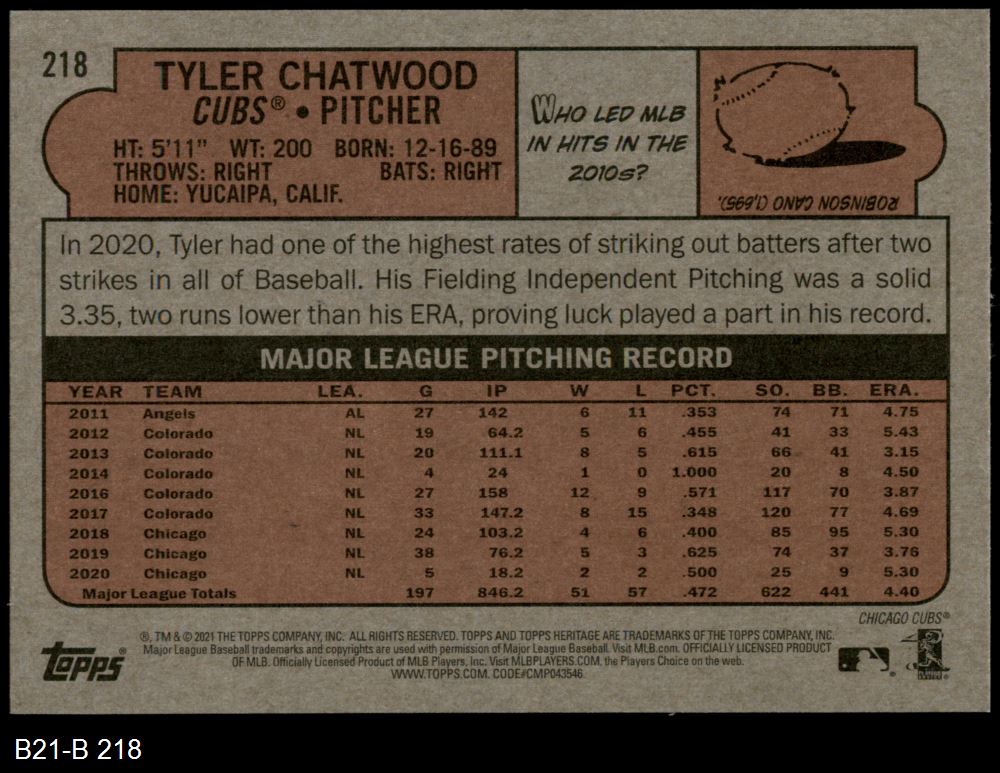 218
TYLER CHATWOOD
CUBS® • PITCHER
HT: 5'11" WT: 200 BORN: 12-16-89
THROWS: RIGHT BATS: RIGHT
HOME: YUCAIPA, CALIF.
WHO LED MLB
IN HITS IN THE
2010s?
ROBINSON CANO (1,695).
In 2020, Tyler had one of the highest rates of striking out batters after two
strikes in all of Baseball. His Fielding Independent Pitching was a solid
3.35, two runs lower than his ERA, proving luck played a part in his record.
MAJOR LEAGUE PITCHING RECORD
YEAR TEAM LEA. G IP W L PCT. SO. BB. ERA.
2011 Angels AL 27 142 6 11 .353 74 71 4.75
2012 Colorado NL 19 64.2 5 6 .455 41 33 5.43
2013 Colorado NL 20 111.1 8 5 .615 66 41 3.15
2014 Colorado NL 4 24 1 0 1.000 20 8 4.50
2016 Colorado NL 27 158 12 9 .571 117 70 3.87
2017 Colorado NL 33 147.2 8 15 .348 120 77 4.69
2018 Chicago NL 24 103.2 4 6 .400 85 95 5.30
2019 Chicago NL 38 76.2 5 3 .625 74 37 3.76
2020 Chicago NL 5 18.2 2 2 .500 25 9 5.30
Major League Totals 197 846.2 51 57 .472 622 441 4.40
CHICAGO CUBS®
topps®
®, TM & © 2021 THE TOPPS COMPANY, INC. ALL RIGHTS RESERVED. TOPPS AND TOPPS HERITAGE ARE TRADEMARKS OF THE TOPPS COMPANY, INC.
Major League Baseball trademarks and copyrights are used with permission of Major League Baseball. Visit MLB.com. OFFICIALLY LICENSED PRODUCT
OF MLB. Officially Licensed Product of MLB Players, Inc. Visit MLBPLAYERS.COM, the Players Choice on the web.
WWW.TOPPS.COM. CODE#CMP043546.
B21-B 218